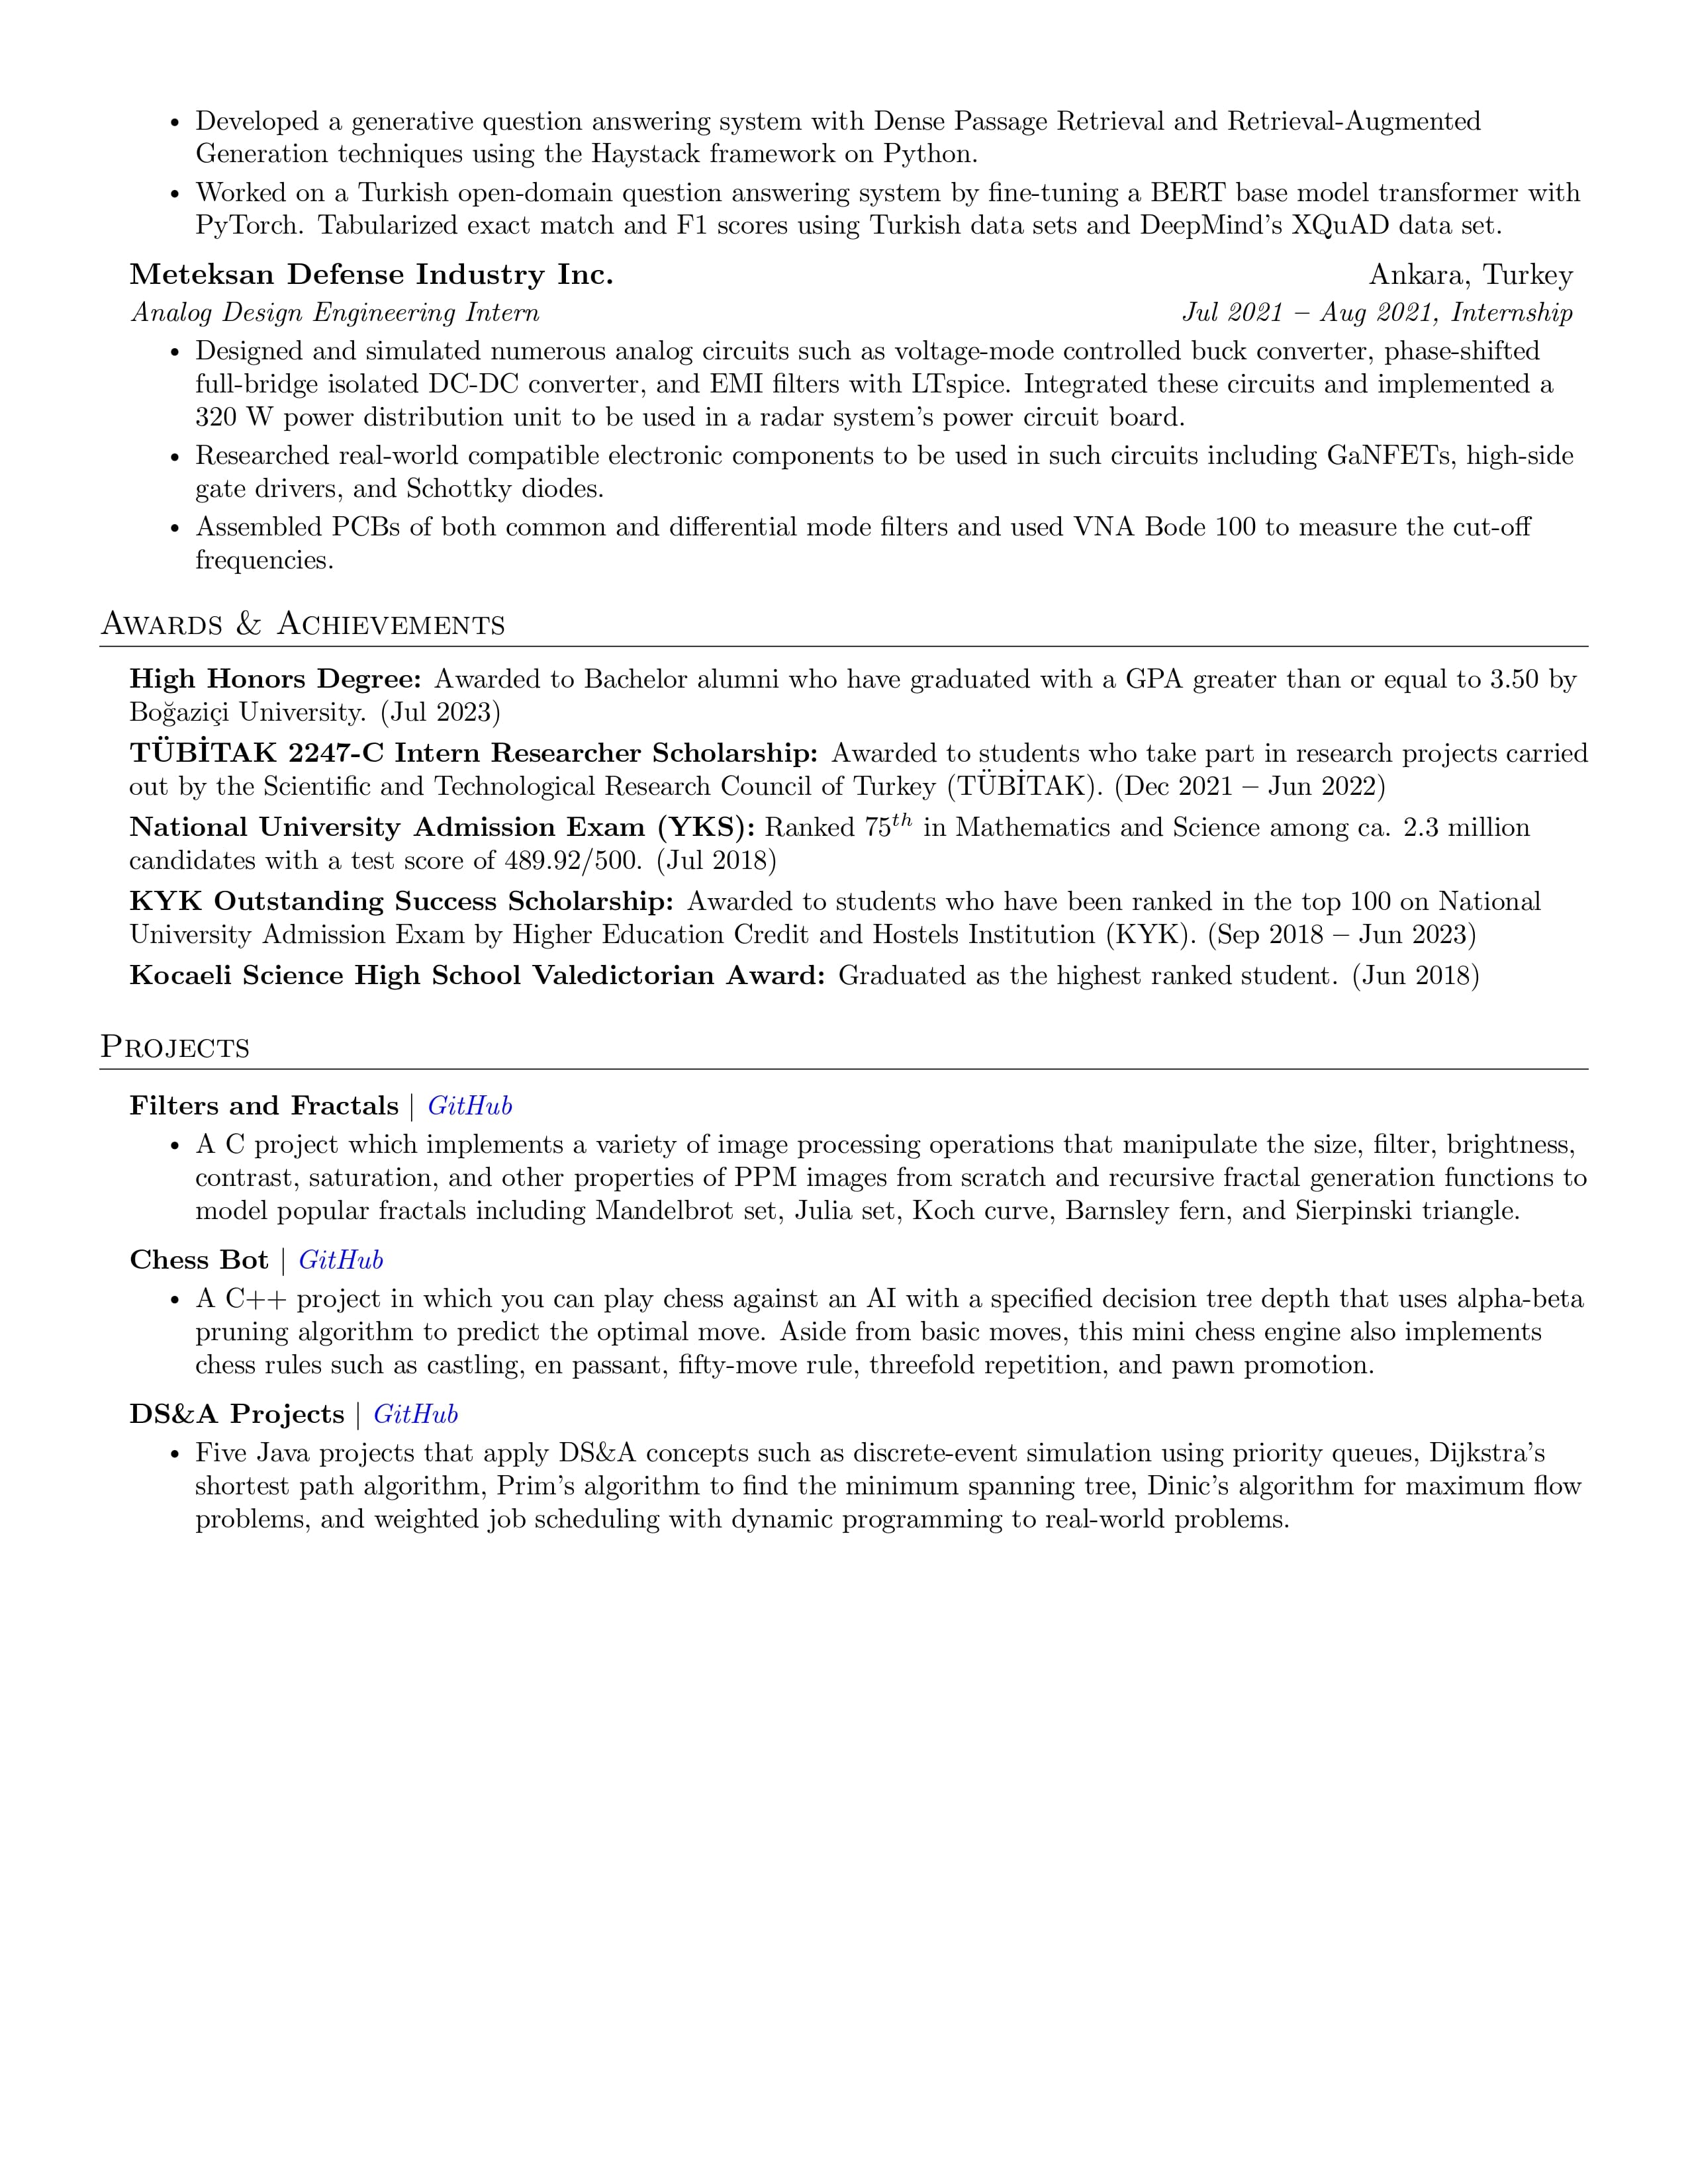 • Developed a generative question answering system with Dense Passage Retrieval and Retrieval-Augmented
Generation techniques using the Haystack framework on Python.
• Worked on a Turkish open-domain question answering system by fine-tuning a BERT base model transformer with
PyTorch. Tabularized exact match and F1 scores using Turkish data sets and DeepMind's XQuAD data set.
Meteksan Defense Industry Inc. Ankara, Turkey
Analog Design Engineering Intern Jul 2021 – Aug 2021, Internship
• Designed and simulated numerous analog circuits such as voltage-mode controlled buck converter, phase-shifted
full-bridge isolated DC-DC converter, and EMI filters with LTspice. Integrated these circuits and implemented a
320 W power distribution unit to be used in a radar system's power circuit board.
• Researched real-world compatible electronic components to be used in such circuits including GaNFETs, high-side
gate drivers, and Schottky diodes.
• Assembled PCBs of both common and differential mode filters and used VNA Bode 100 to measure the cut-off
frequencies.
Awards & Achievements
High Honors Degree: Awarded to Bachelor alumni who have graduated with a GPA greater than or equal to 3.50 by
Boğaziçi University. (Jul 2023)
TÜBİTAK 2247-C Intern Researcher Scholarship: Awarded to students who take part in research projects carried
out by the Scientific and Technological Research Council of Turkey (TÜBİTAK). (Dec 2021 – Jun 2022)
National University Admission Exam (YKS): Ranked 75th in Mathematics and Science among ca. 2.3 million
candidates with a test score of 489.92/500. (Jul 2018)
KYK Outstanding Success Scholarship: Awarded to students who have been ranked in the top 100 on National
University Admission Exam by Higher Education Credit and Hostels Institution (KYK). (Sep 2018 – Jun 2023)
Kocaeli Science High School Valedictorian Award: Graduated as the highest ranked student. (Jun 2018)
Projects
Filters and Fractals | GitHub
• A C project which implements a variety of image processing operations that manipulate the size, filter, brightness,
contrast, saturation, and other properties of PPM images from scratch and recursive fractal generation functions to
model popular fractals including Mandelbrot set, Julia set, Koch curve, Barnsley fern, and Sierpinski triangle.
Chess Bot | GitHub
• A C++ project in which you can play chess against an AI with a specified decision tree depth that uses alpha-beta
pruning algorithm to predict the optimal move. Aside from basic moves, this mini chess engine also implements
chess rules such as castling, en passant, fifty-move rule, threefold repetition, and pawn promotion.
DS&A Projects | GitHub
• Five Java projects that apply DS&A concepts such as discrete-event simulation using priority queues, Dijkstra's
shortest path algorithm, Prim's algorithm to find the minimum spanning tree, Dinic's algorithm for maximum flow
problems, and weighted job scheduling with dynamic programming to real-world problems.